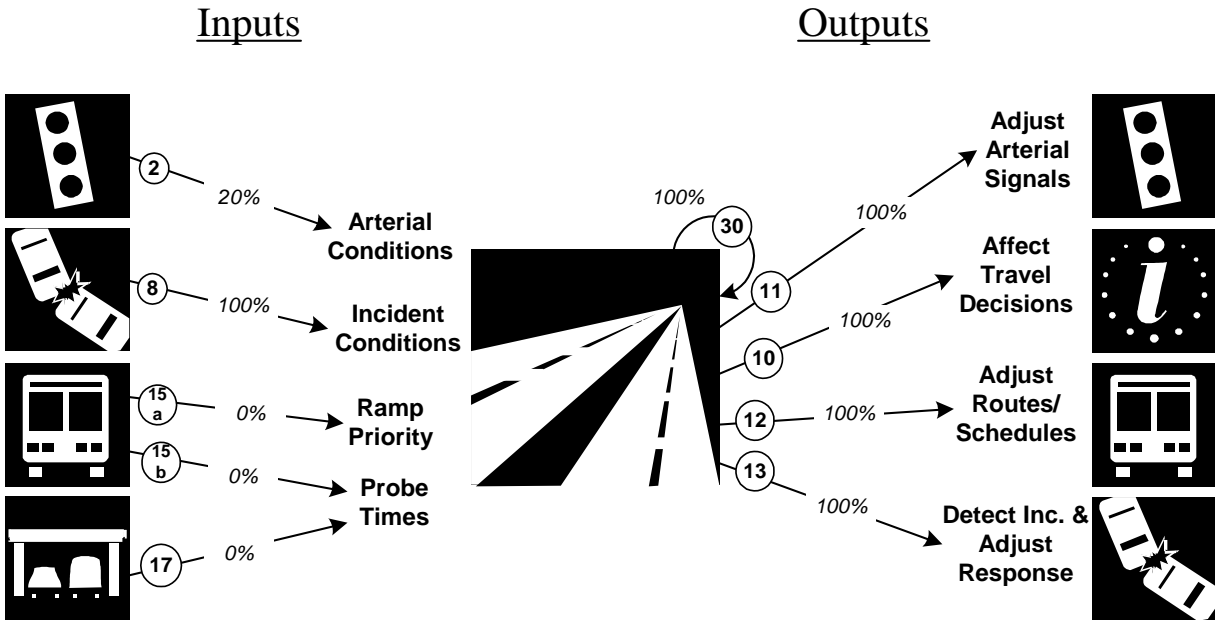 Inputs
Outputs
2
20%
Arterial
Conditions
8
100%
Incident
Conditions
15
a
0%
Ramp
Priority
15
b
0%
Probe
Times
17
0%
100%
30
11
100%
Adjust
Arterial
Signals
10
100%
Affect
Travel
Decisions
i
12
100%
Adjust
Routes/
Schedules
13
100%
Detect Inc. &
Adjust
Response